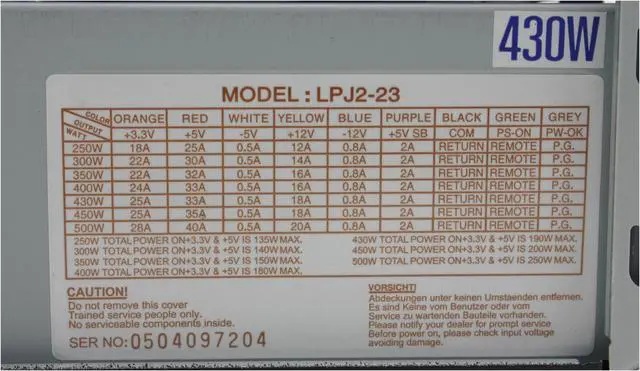 430W
MODEL : LPJ2-23
COLOR OUTPUT WATT ORANGE RED WHITE YELLOW BLUE PURPLE BLACK GREEN GREY
+3.3V +5V -5V +12V -12V +5V SB COM PS-ON PW-OK
250W 18A 25A 0.5A 12A 0.8A 2A RETURN REMOTE P.G.
300W 22A 30A 0.5A 14A 0.8A 2A RETURN REMOTE P.G.
350W 22A 32A 0.5A 16A 0.8A 2A RETURN REMOTE P.G.
400W 24A 33A 0.5A 16A 0.8A 2A RETURN REMOTE P.G.
430W 25A 33A 0.5A 18A 0.8A 2A RETURN REMOTE P.G.
450W 25A 35A 0.5A 18A 0.8A 2A RETURN REMOTE P.G.
500W 28A 40A 0.5A 20A 0.8A 2A RETURN REMOTE P.G.
250W TOTAL POWER ON+3.3V & +5V IS 135W MAX.
300W TOTAL POWER ON+3.3V & +5V IS 140W MAX.
350W TOTAL POWER ON+3.3V & +5V IS 150W MAX.
400W TOTAL POWER ON+3.3V & +5V IS 180W MAX.
430W TOTAL POWER ON+3.3V & +5V IS 190W MAX.
450W TOTAL POWER ON+3.3V & +5V IS 200W MAX.
500W TOTAL POWER ON+3.3V & +5V IS 250W MAX.
CAUTION!
Do not remove this cover
Trained service people only.
No serviceable components inside.
SER NO: 0504097204
VORSICHT!
Abdeckungen unter keinen Umstaenden entfernen.
Es sind Keine vom Benutzer oder vom
Service zu wartenden Bauteile vorhanden.
Please notify your dealer for prompt service
Before power on, please check input voltage
avoiding damage.